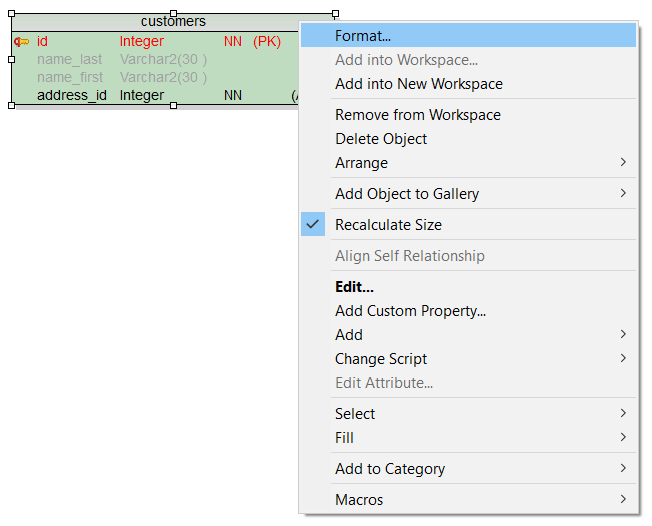 customers
id Integer NN (PK)
name_last Varchar2(30 )
name_first Varchar2(30 )
address_id Integer NN
Format...
Add into Workspace...
Add into New Workspace
Remove from Workspace
Delete Object
Arrange
Add Object to Gallery
Recalculate Size
Align Self Relationship
Edit...
Add Custom Property...
Add
Change Script
Edit Attribute...
Select
Fill
Add to Category
Macros